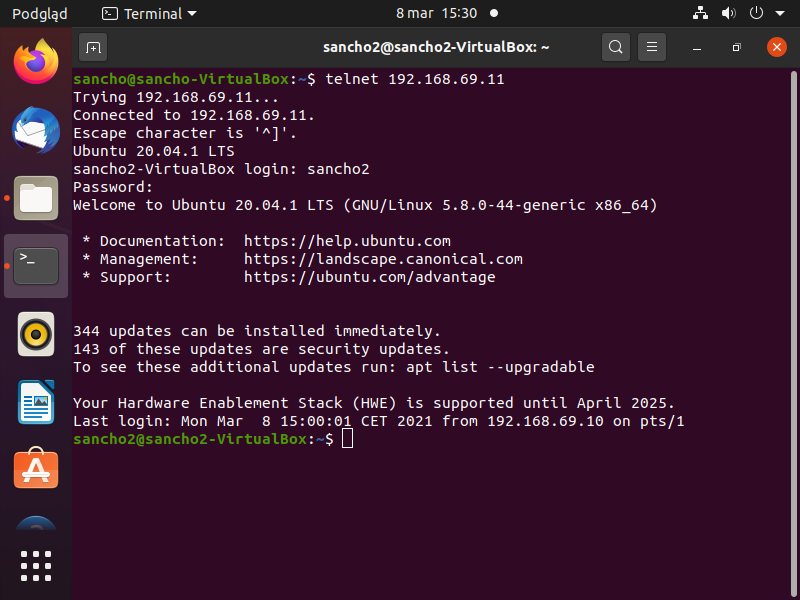 Podgląd
Terminal
8 mar 15:30
sancho2@sancho2-VirtualBox: ~
sancho@sancho-VirtualBox:~$ telnet 192.168.69.11
Trying 192.168.69.11...
Connected to 192.168.69.11.
Escape character is '^]'.
Ubuntu 20.04.1 LTS
sancho2-VirtualBox login: sancho2
Password:
Welcome to Ubuntu 20.04.1 LTS (GNU/Linux 5.8.0-44-generic x86_64)
* Documentation:  https://help.ubuntu.com
* Management:     https://landscape.canonical.com
* Support:        https://ubuntu.com/advantage
344 updates can be installed immediately.
143 of these updates are security updates.
To see these additional updates run: apt list --upgradable
Your Hardware Enablement Stack (HWE) is supported until April 2025.
Last login: Mon Mar  8 15:00:01 CET 2021 from 192.168.69.10 on pts/1
sancho2@sancho2-VirtualBox:~$